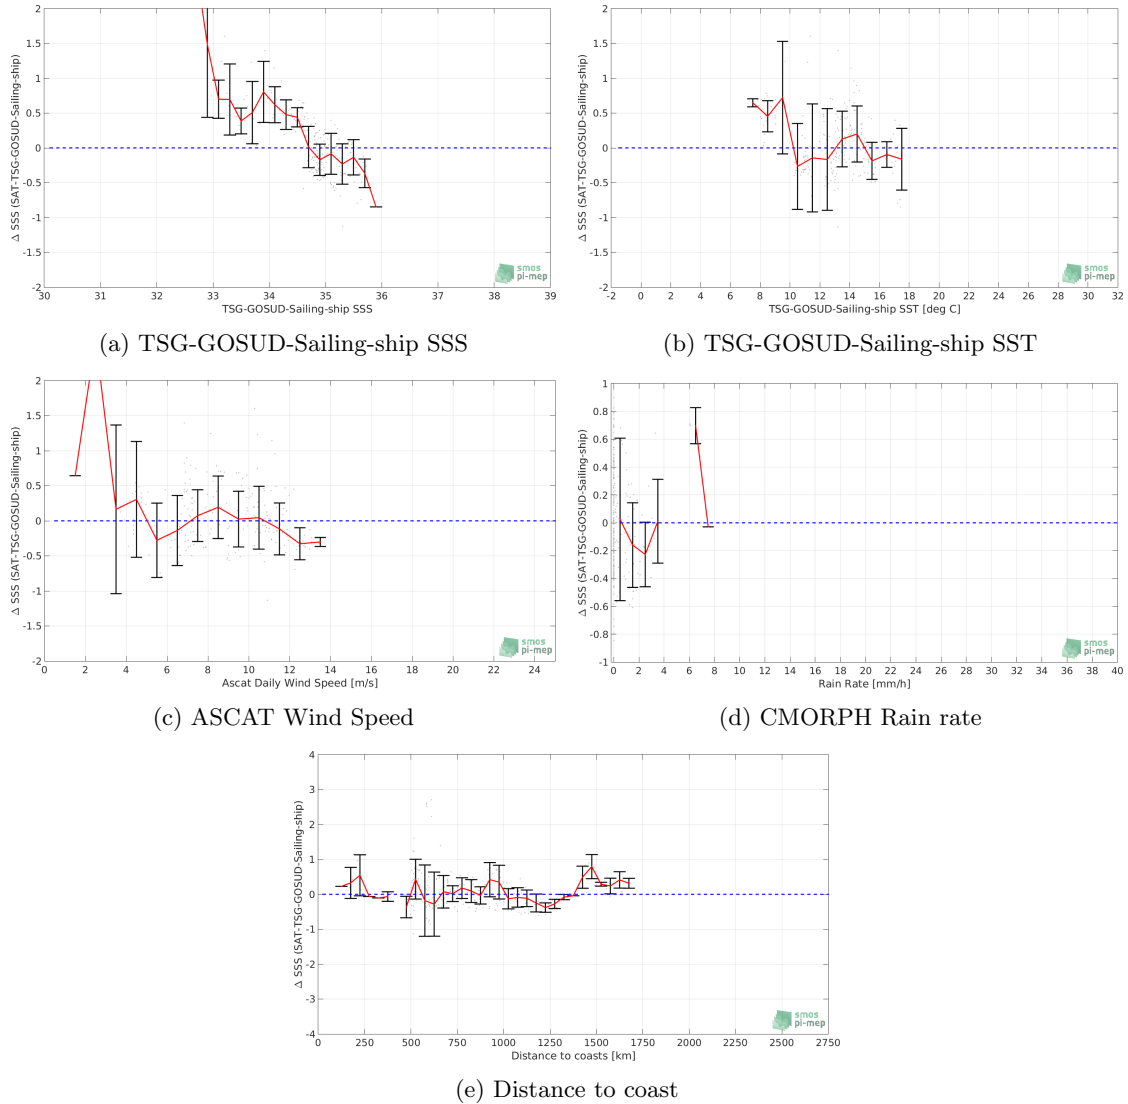 2
1.5
1
0.5
0
-0.5
-1
-1.5
-2
Δ SSS (SAT-TSG-GOSUD-Sailing-ship)
30 31 32 33 34 35 36 37 38 39
TSG-GOSUD-Sailing-ship SSS
smos
pi-mep
(a) TSG-GOSUD-Sailing-ship SSS
2
1.5
1
0.5
0
-0.5
-1
-1.5
-2
Δ SSS (SAT-TSG-GOSUD-Sailing-ship)
-2 0 2 4 6 8 10 12 14 16 18 20 22 24 26 28 30 32
TSG-GOSUD-Sailing-ship SST [deg C]
smos
pi-mep
(b) TSG-GOSUD-Sailing-ship SST
2
1.5
1
0.5
0
-0.5
-1
-1.5
-2
Δ SSS (SAT-TSG-GOSUD-Sailing-ship)
0 2 4 6 8 10 12 14 16 18 20 22 24
Ascat Daily Wind Speed [m/s]
smos
pi-mep
(c) ASCAT Wind Speed
1
0.8
0.6
0.4
0.2
0
-0.2
-0.4
-0.6
-0.8
-1
Δ SSS (SAT-TSG-GOSUD-Sailing-ship)
0 2 4 6 8 10 12 14 16 18 20 22 24 26 28 30 32 34 36 38 40
Rain Rate [mm/h]
smos
pi-mep
(d) CMORPH Rain rate
4
3
2
1
0
-1
-2
-3
-4
Δ SSS (SAT-TSG-GOSUD-Sailing-ship)
0 250 500 750 1000 1250 1500 1750 2000 2250 2500 2750
Distance to coasts [km]
smos
pi-mep
(e) Distance to coast